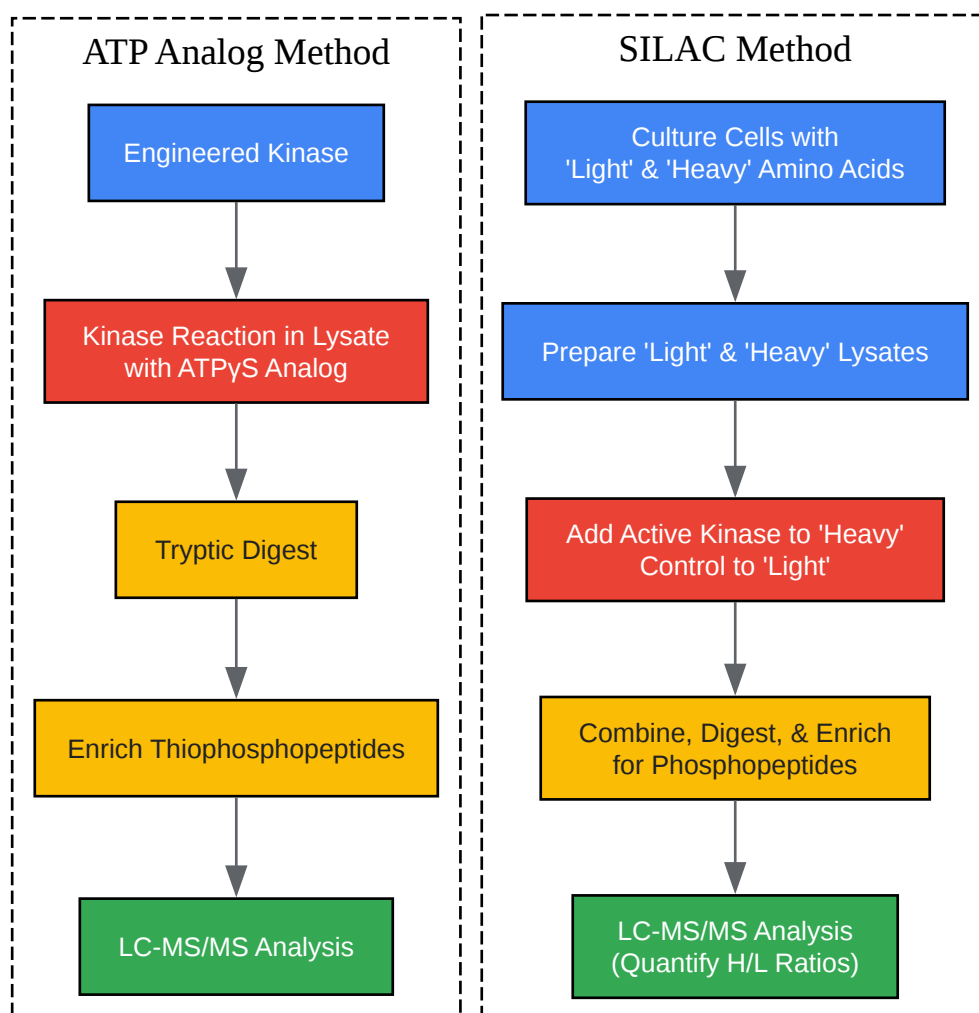 ATP Analog Method
Engineered Kinase
Kinase Reaction in Lysate
with ATPγS Analog
Tryptic Digest
Enrich Thiophosphopeptides
LC-MS/MS Analysis
SILAC Method
Culture Cells with
'Light' & 'Heavy' Amino Acids
Prepare 'Light' & 'Heavy' Lysates
Add Active Kinase to 'Heavy'
Control to 'Light'
Combine, Digest, & Enrich
for Phosphopeptides
LC-MS/MS Analysis
(Quantify H/L Ratios)